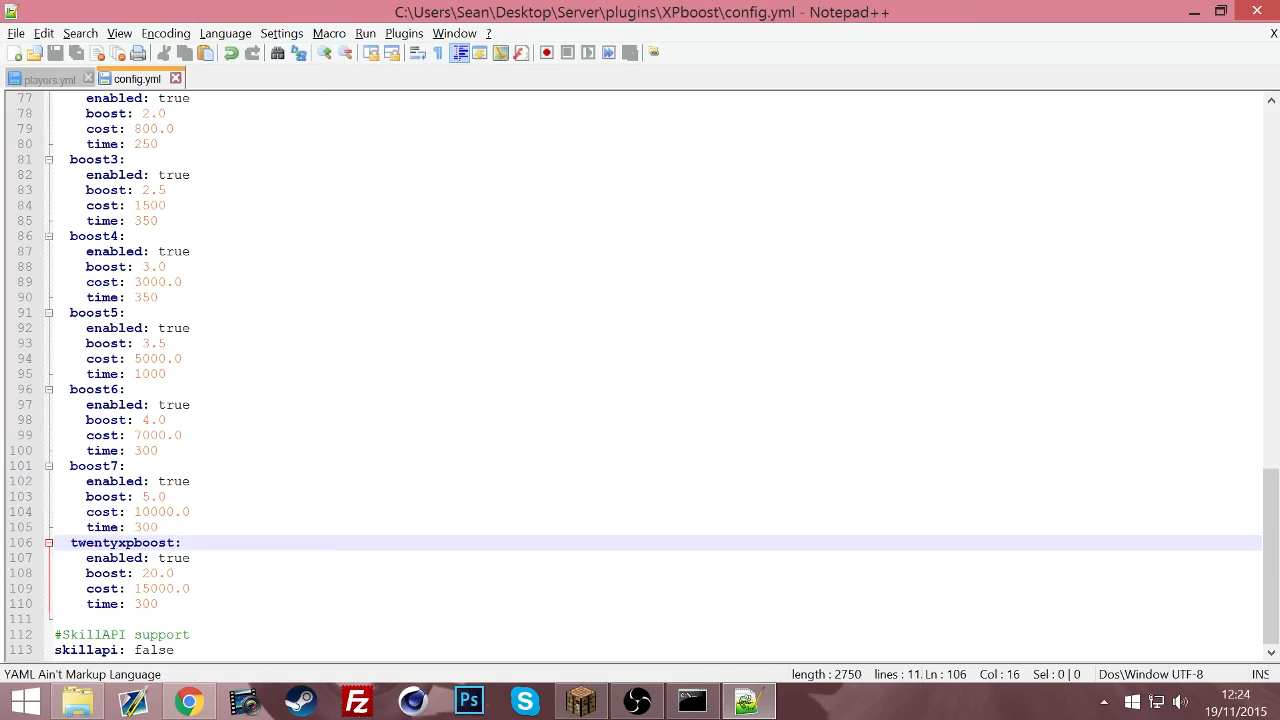 C:\Users\Sean\Desktop\Server\plugins\XPboost\config.yml - Notepad++
File Edit Search View Encoding Language Settings Macro Run Plugins Window ? X
players.yml config.yml
77 enabled: true
78 boost: 2.0
79 cost: 800.0
80 time: 250
81 boost3:
82 enabled: true
83 boost: 2.5
84 cost: 1500
85 time: 350
86 boost4:
87 enabled: true
88 boost: 3.0
89 cost: 3000.0
90 time: 350
91 boost5:
92 enabled: true
93 boost: 3.5
94 cost: 5000.0
95 time: 1000
96 boost6:
97 enabled: true
98 boost: 4.0
99 cost: 7000.0
100 time: 300
101 boost7:
102 enabled: true
103 boost: 5.0
104 cost: 10000.0
105 time: 300
106 twentyxpboost:
107 enabled: true
108 boost: 20.0
109 cost: 15000.0
110 time: 300
111
112 #SkillAPI support
113 skillapi: false
YAML Ain't Markup Language length: 2750 lines: 11 Ln : 106 Col : 16 Sel : 0 | 0 Dos\Window UTF-8 INS
Fz Ps S
12:24
19/11/2015